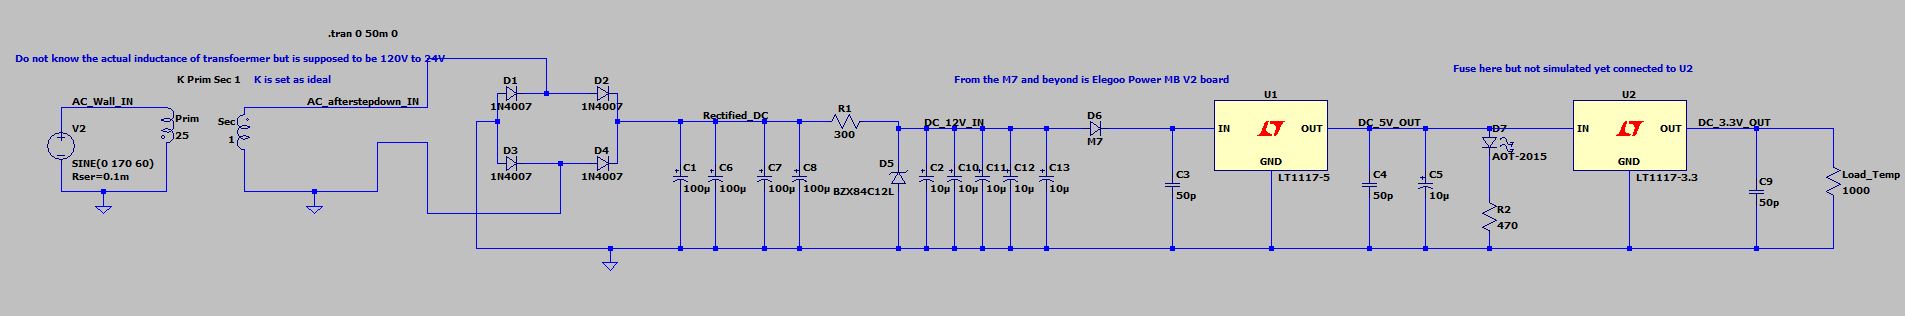 .tran 0 50m 0
Do not know the actual inductance of transfoermer but is supposed to be 120V to 24V
K Prim Sec 1 K is set as ideal
From the M7 and beyond is Elegoo Power MB V2 board
Fuse here but not simulated yet connected to U2
AC_Wall_IN
V2
SINE(0 170 60)
Rser=0.1m
Prim
25
Sec
1
AC_afterstepdown_IN
D1
1N4007
D2
1N4007
D3
1N4007
D4
1N4007
Rectified_DC
C1
100µ
C6
100µ
C7
100µ
C8
100µ
R1
300
D5
BZX84C12L
DC_12V_IN
C2
10µ
C10
10µ
C11
10µ
C12
10µ
C13
10µ
D6
M7
C3
50p
U1
IN
OUT
GND
LT1117-5
DC_5V_OUT
C4
50p
C5
10µ
D7
AOT-2015
R2
470
U2
IN
OUT
GND
LT1117-3.3
DC_3.3V_OUT
C9
50p
Load_Temp
1000